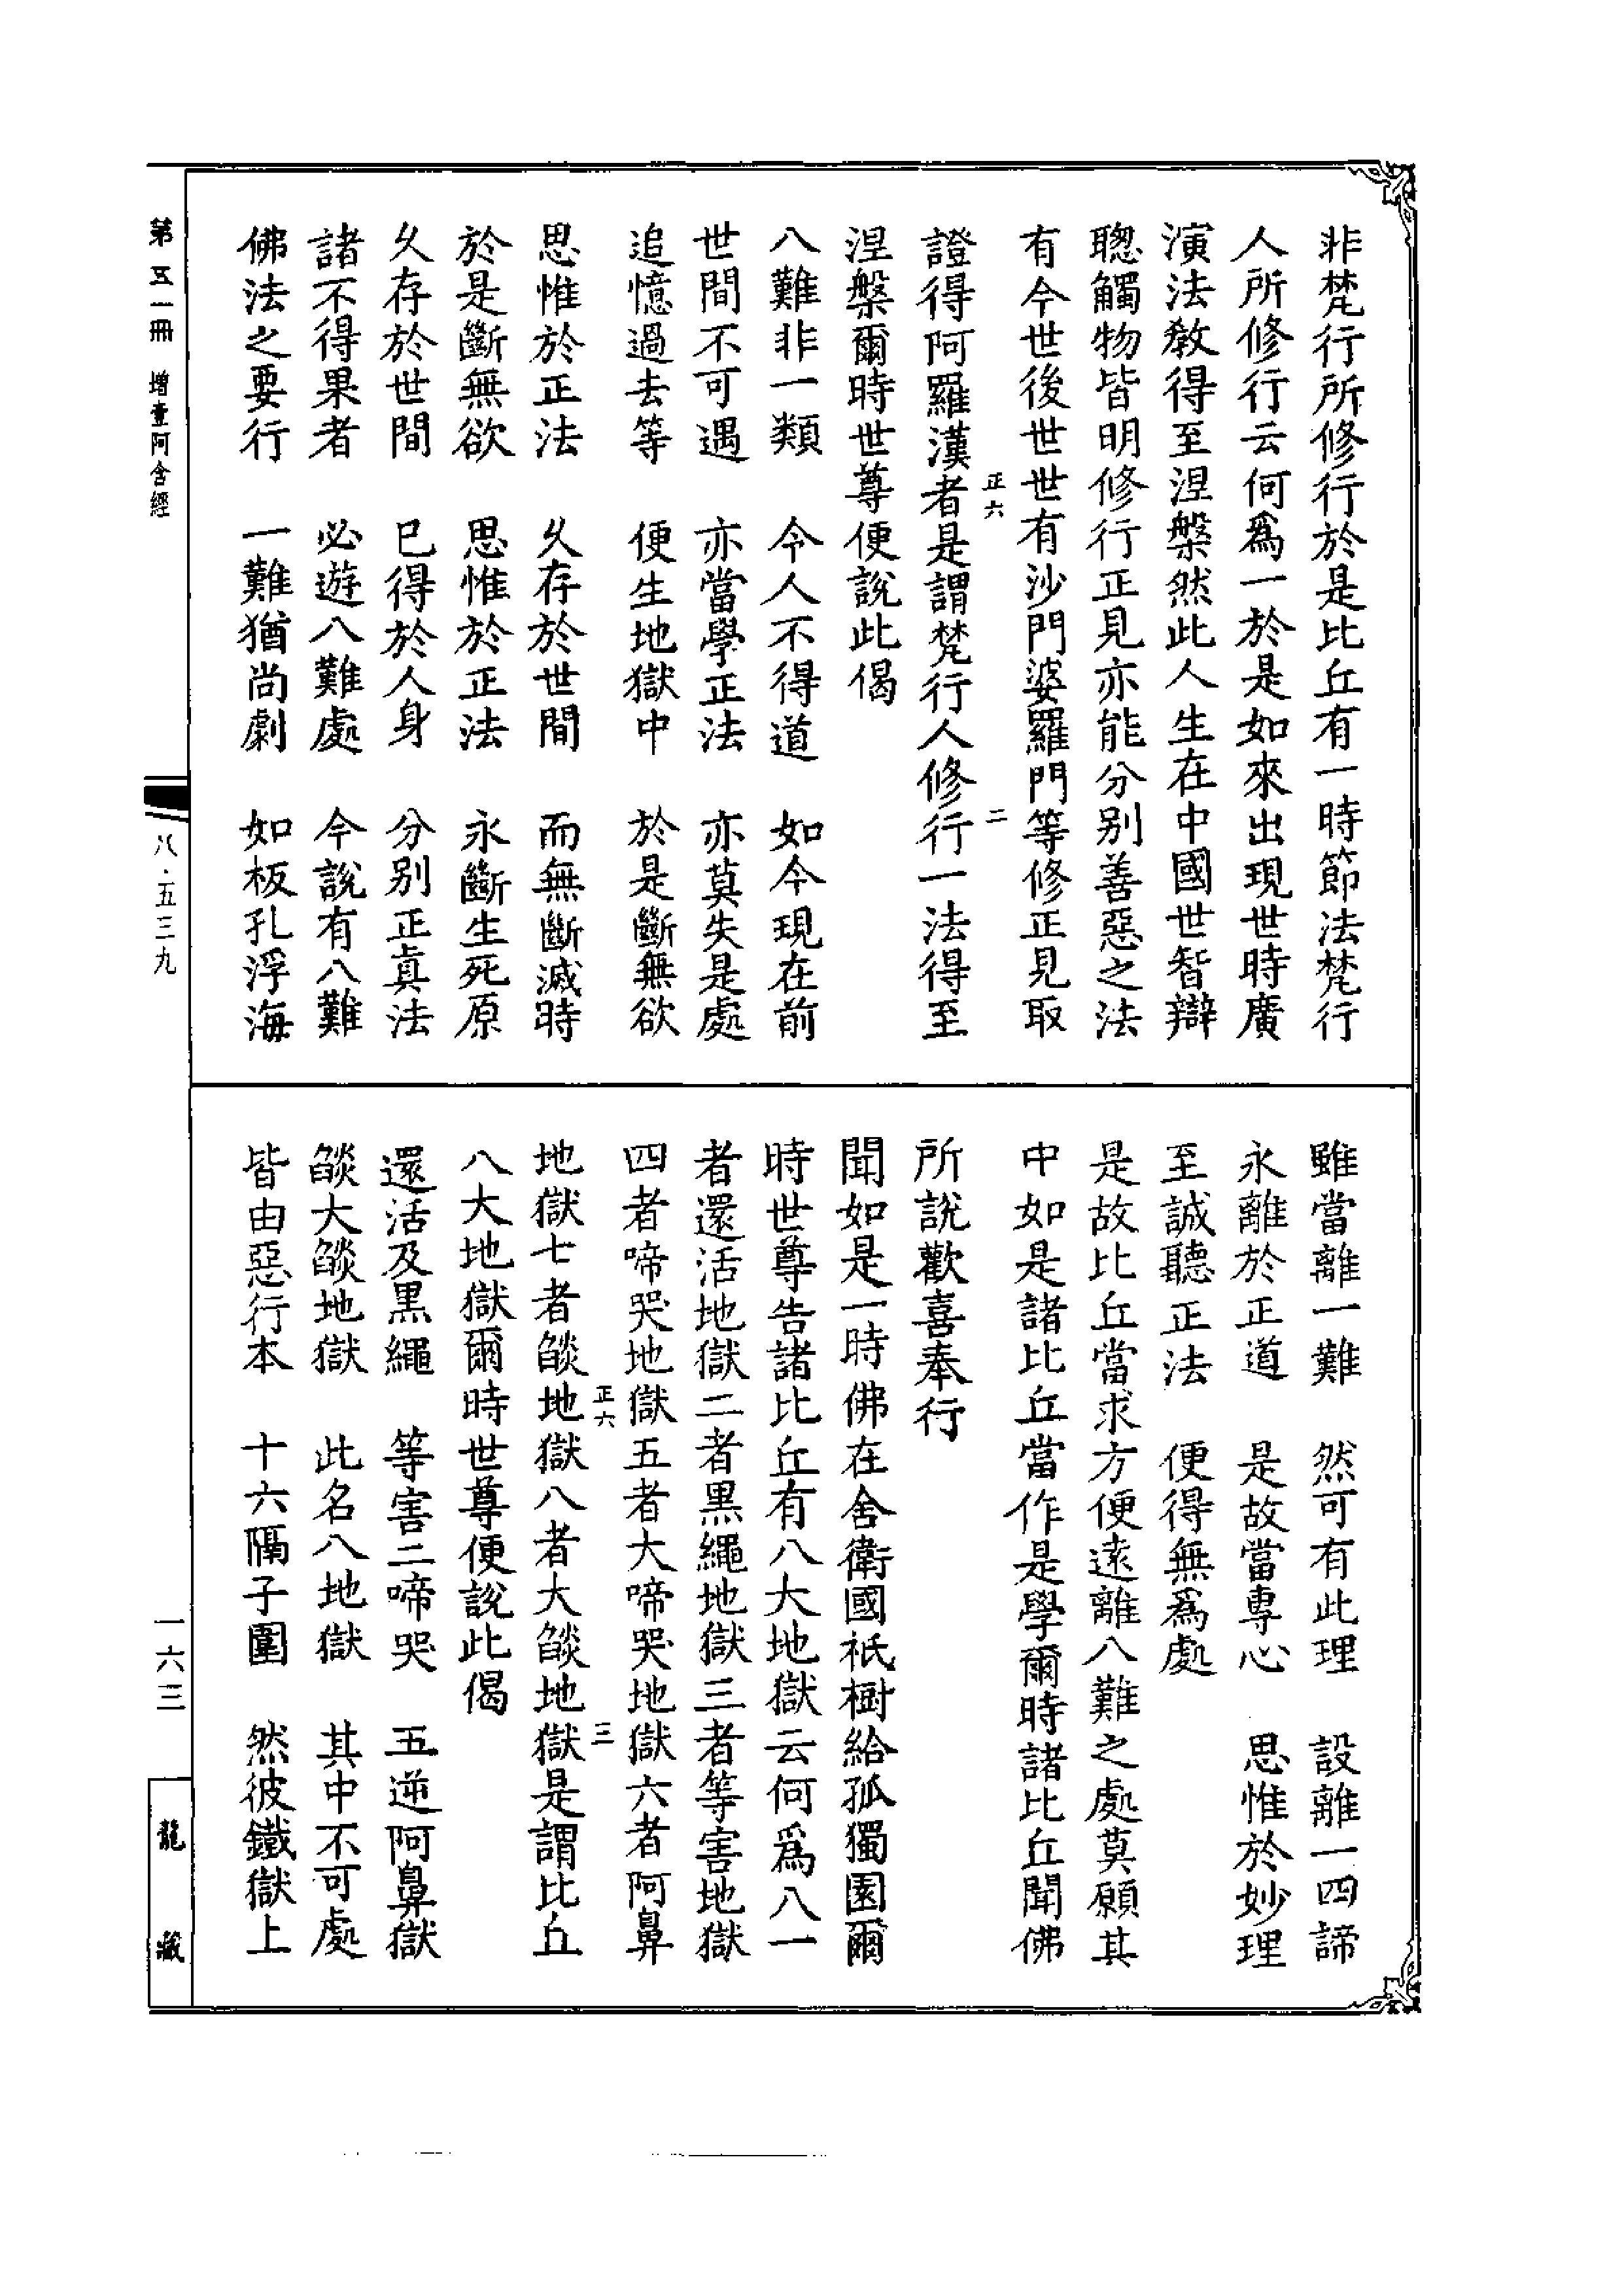 非梵行所修行於是比丘有一時節法梵行
人所修行云何為一於是如來出現世時廣
演法教得至涅槃然此人生在中國世智辯
聰觸物皆明修行正見亦能分別善惡之法
有今世後世世有沙門婆羅門等修正見取
正六
二
證得阿羅漢者是謂梵行人修行一法得至
涅槃爾時世尊便說此偈
八難非一類　今人不得道　如今現在前
世間不可遇　亦當學正法　亦莫失是處
追憶過去等　便生地獄中　於是斷無欲
思惟於正法　久存於世間　而無斷滅時
於是斷無欲　思惟於正法　永斷生死原
久存於世間　已得於人身　分別正真法
諸不得果者　必遊八難處　今說有八難
佛法之要行　一難猶尚劇　如板孔浮海
雖當離一難　然可有此理　設離一四諦
永離於正道　是故當專心　思惟於妙理
至誠聽正法　便得無為處
是故比丘當求方便遠離八難之處莫願其
中如是諸比丘當作是學爾時諸比丘聞佛
所說歡喜奉行
聞如是一時佛在舍衛國祇樹給孤獨園爾
時世尊告諸比丘有八大地獄云何為八一
者還活地獄二者黑繩地獄三者等害地獄
四者啼哭地獄五者大啼哭地獄六者阿鼻
正六
三
地獄七者燄地獄八者大燄地獄是謂比丘
八大地獄爾時世尊便說此偈
還活及黑繩　等害二啼哭　五逆阿鼻獄
燄大燄地獄　此名八地獄　其中不可處
皆由惡行本　十六隔子圍　然彼鐵獄上
第五一冊　增壹阿含經
八·五三九
一六三
龍藏